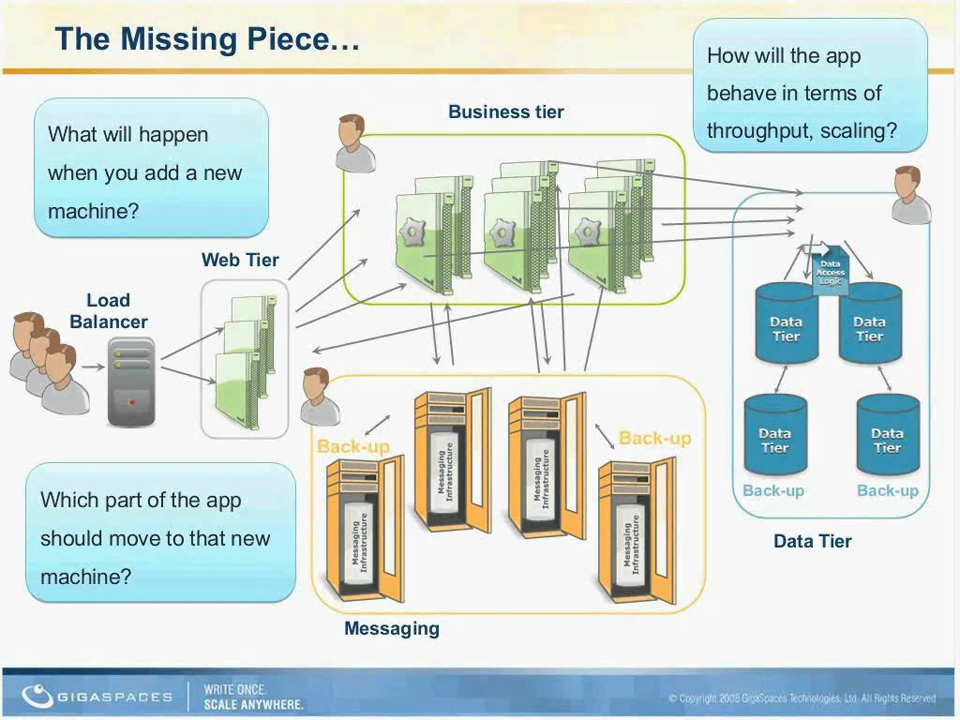 The Missing Piece…
How will the app
behave in terms of
throughput, scaling?
What will happen
when you add a new
machine?
Business tier
Web Tier
Load
Balancer
Data
Access
Logic
Data
Tier
Data
Tier
Data
Tier
Data
Tier
Back-up
Back-up
Data Tier
Back-up
Back-up
Messaging
Infrastructure
Messaging
Infrastructure
Messaging
Infrastructure
Messaging
Infrastructure
Messaging
Which part of the app
should move to that new
machine?
GIGASPACES
WRITE ONCE.
SCALE ANYWHERE.
© Copyright 2008 GigaSpaces Technologies, Ltd. All Rights Reserved